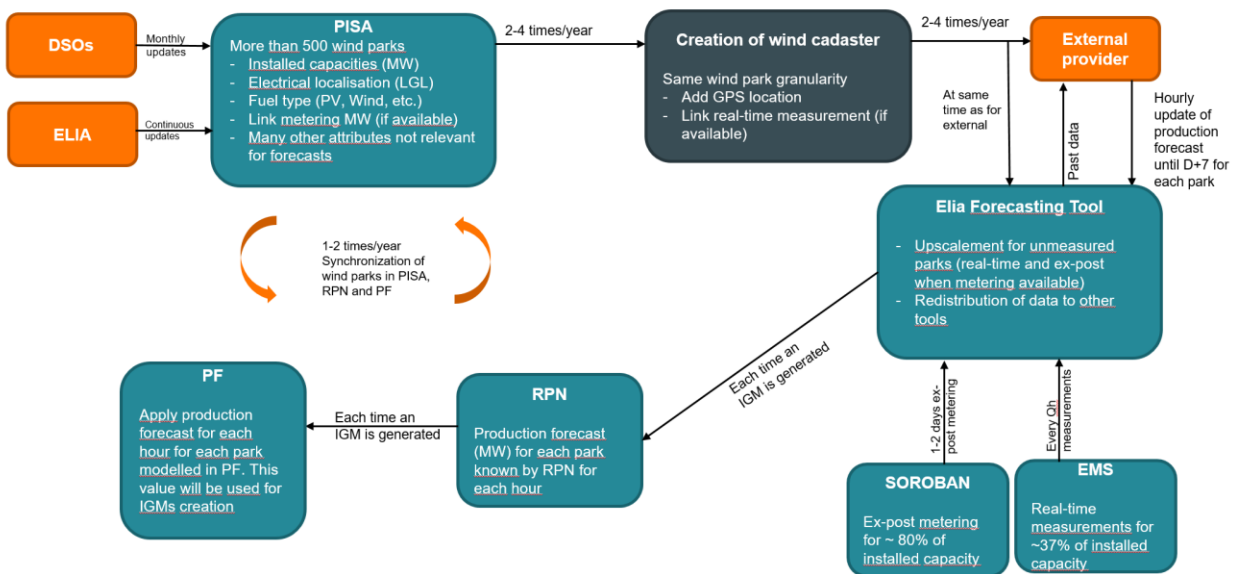 DSOs
Monthly
updates
ELIA
Continuous
updates
PISA
More than 500 wind parks
- Installed capacities (MW)
- Electrical localisation (LGL)
- Fuel type (PV, Wind, etc.)
- Link metering MW (if available)
- Many other attributes not relevant
for forecasts
2-4 times/year
Creation of wind cadaster
Same wind park granularity
- Add GPS location
- Link real-time measurement (if
available)
2-4 times/year
External
provider
At same
time as for
external
Past data
Hourly
update of
production
forecast
until D+7 for
each park
Elia Forecasting Tool
- Upscalement for unmeasured
parks (real-time and ex-post
when metering available)
- Redistribution of data to other
tools
1-2 times/year
Synchronization of
wind parks in PISA,
RPN and PF
Each time an
IGM is generated
PF
Apply production
forecast for each
hour for each park
modelled in PF. This
value will be used for
IGMs creation
Each time an
IGM is generated
RPN
Production forecast
(MW) for each park
known by RPN for
each hour
1-2 days ex-
post metering
Every Qh
measurements
SOROBAN
Ex-post metering
for ~ 80% of
installed capacity
EMS
Real-time
measurements for
~37% of installed
capacity